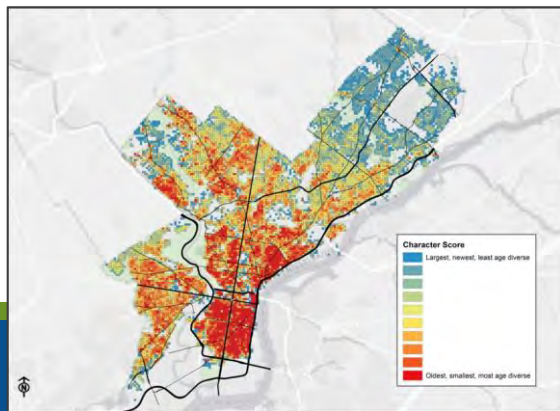 Character Score
Largest, newest, least age diverse
Oldest, smallest, most age diverse
N